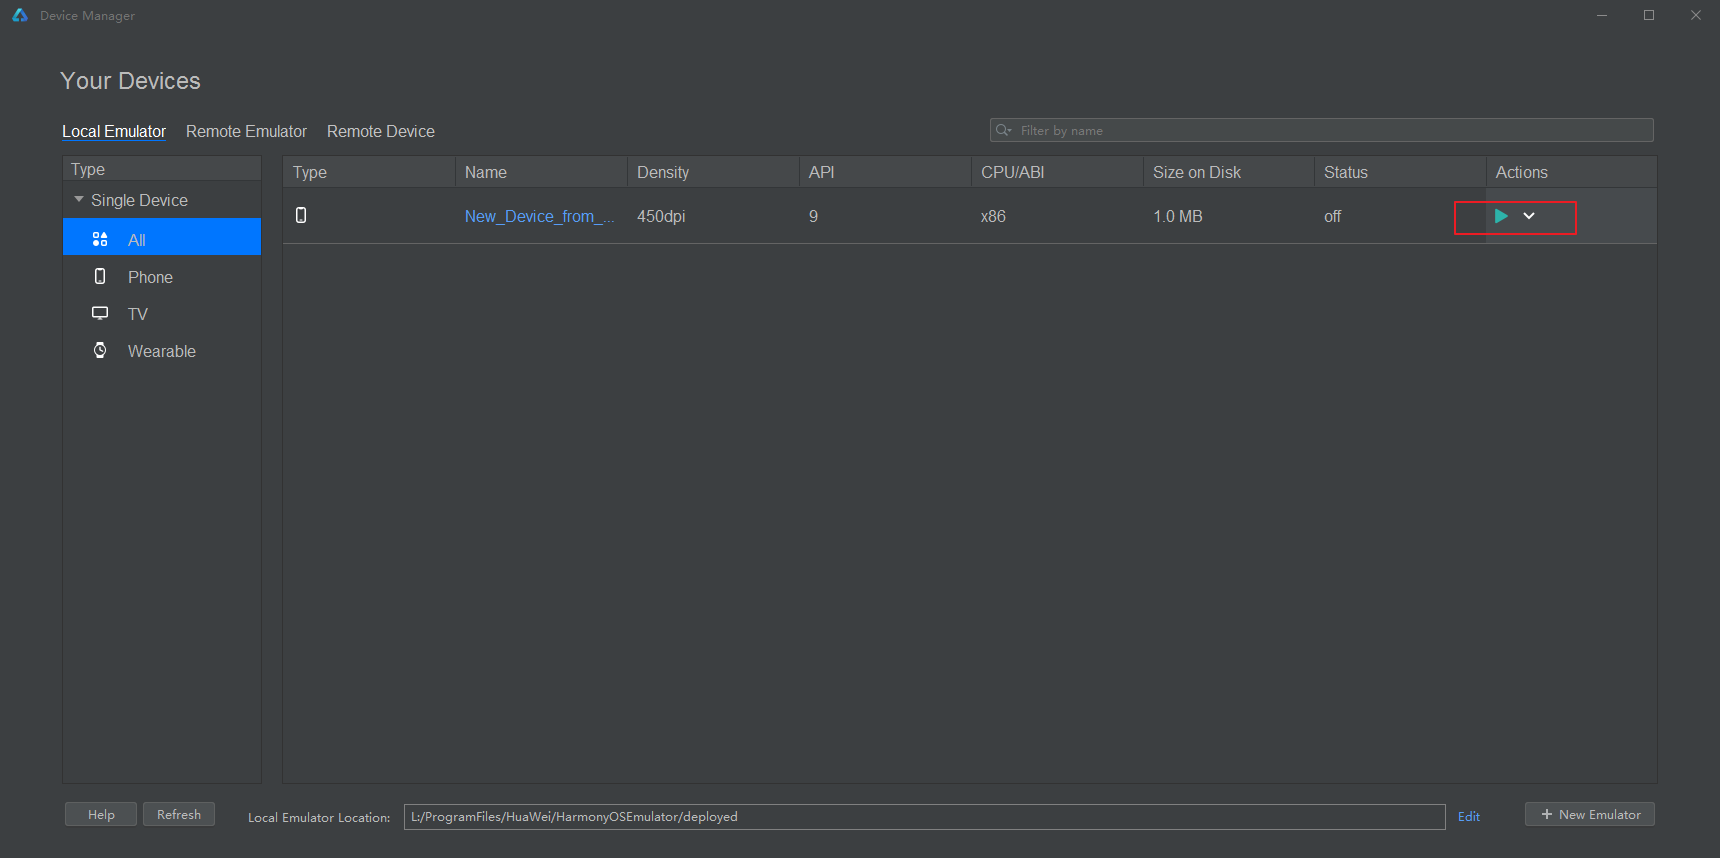 Device Manager
Your Devices
Local Emulator Remote Emulator Remote Device
Filter by name
Type
Single Device
All
Phone
TV
Wearable
Type Name Density API CPU/ABI Size on Disk Status Actions
New_Device_from_... 450dpi 9 x86 1.0 MB off
Help Refresh Local Emulator Location: L:/ProgramFiles/HuaWei/HarmonyOSEmulator/deployed Edit + New Emulator